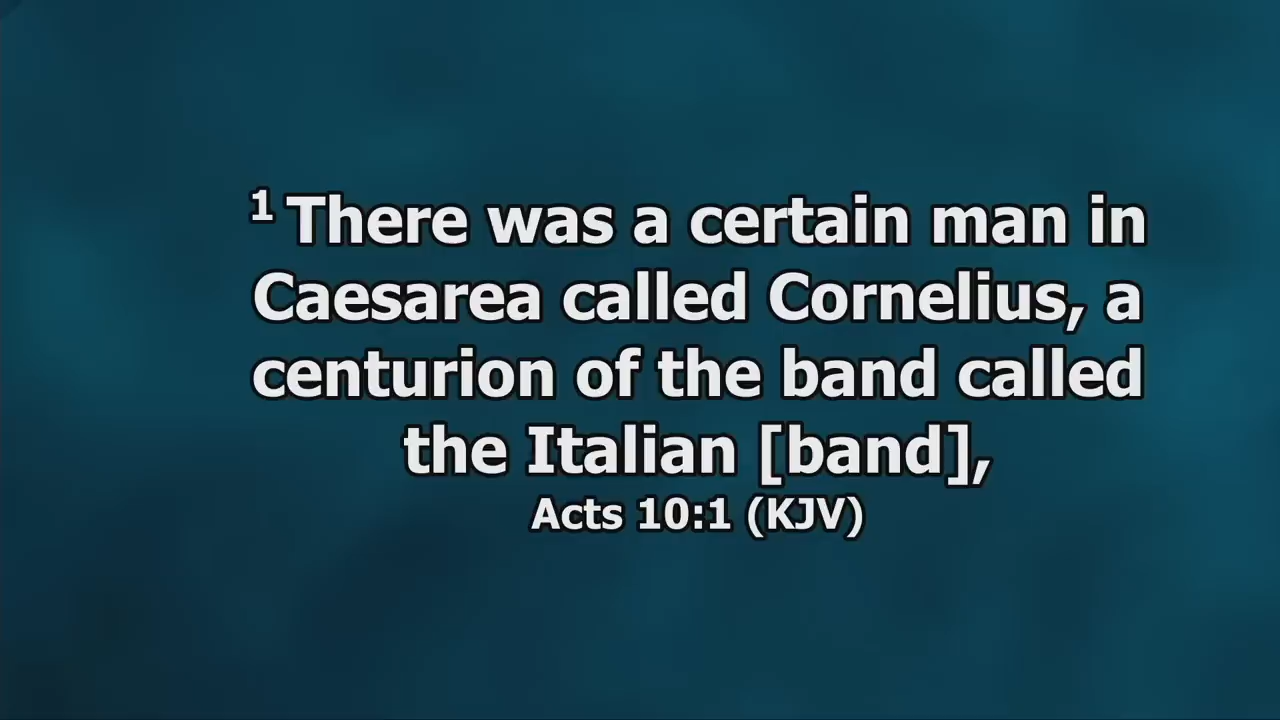 1 There was a certain man in
Caesarea called Cornelius, a
centurion of the band called
the Italian [band],
Acts 10:1 (KJV)